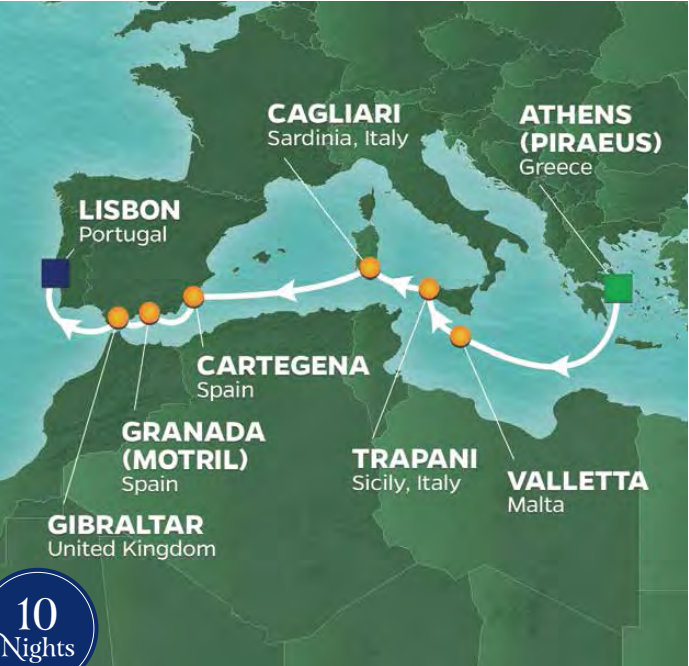 CAGLIARI
Sardinia, Italy
ATHENS
(PIRAEUS)
Greece
LISBON
Portugal
CARTEGENA
Spain
GRANADA
(MOTRIL)
Spain
TRAPANI
Sicily, Italy
VALLETTA
Malta
GIBRALTAR
United Kingdom
10
Nights